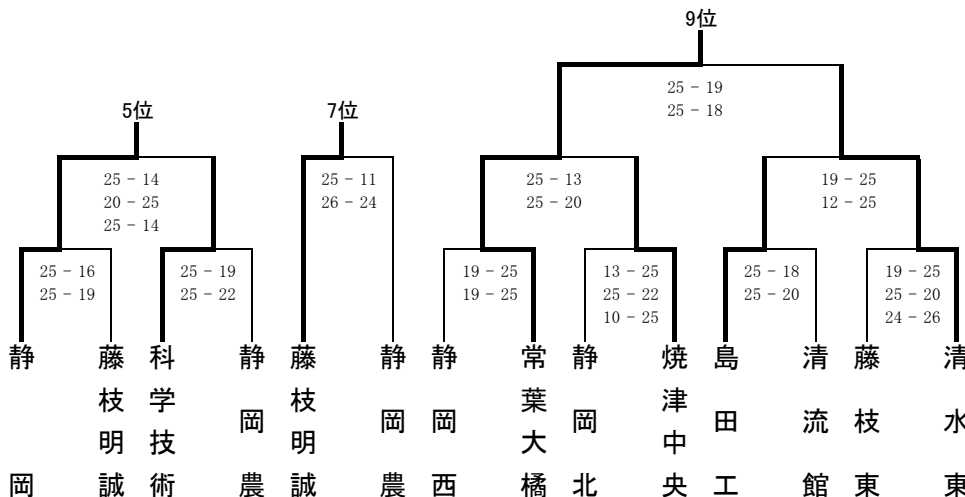 9位
25 － 19
25 － 18
5位
7位
25 － 14
20 － 25
25 － 14
25 － 11
26 － 24
25 － 13
25 － 20
19 － 25
12 － 25
25 － 16
25 － 19
25 － 19
25 － 22
19 － 25
19 － 25
13 － 25
25 － 22
10 － 25
25 － 18
25 － 20
19 － 25
25 － 20
24 － 26
静岡
藤枝明誠
科学技術
静岡農
藤枝明誠
静岡農
静岡西
常葉大橘
静岡北
焼津中央
島田工
清流館
藤枝東
清水東